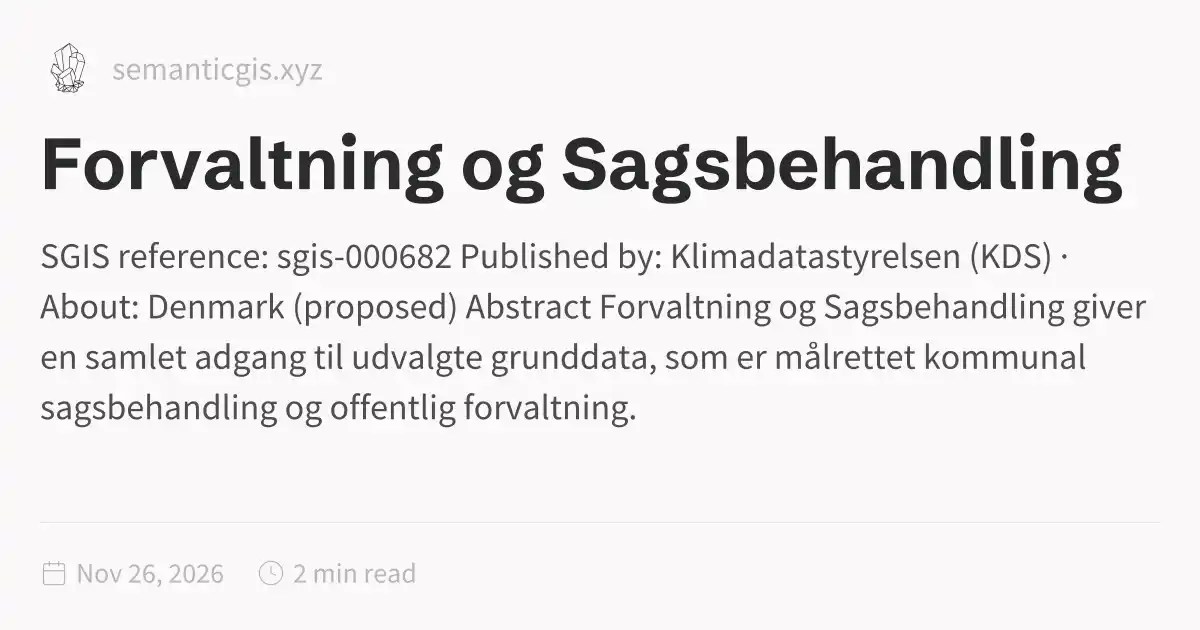 semanticgis.xyz
Forvaltning og Sagsbehandling
SGIS reference: sgis-000682 Published by: Klimadatastyrelsen (KDS) ·
About: Denmark (proposed) Abstract Forvaltning og Sagsbehandling giver
en samlet adgang til udvalgte grunddata, som er målrettet kommunal
sagsbehandling og offentlig forvaltning.
Nov 26, 2026 2 min read